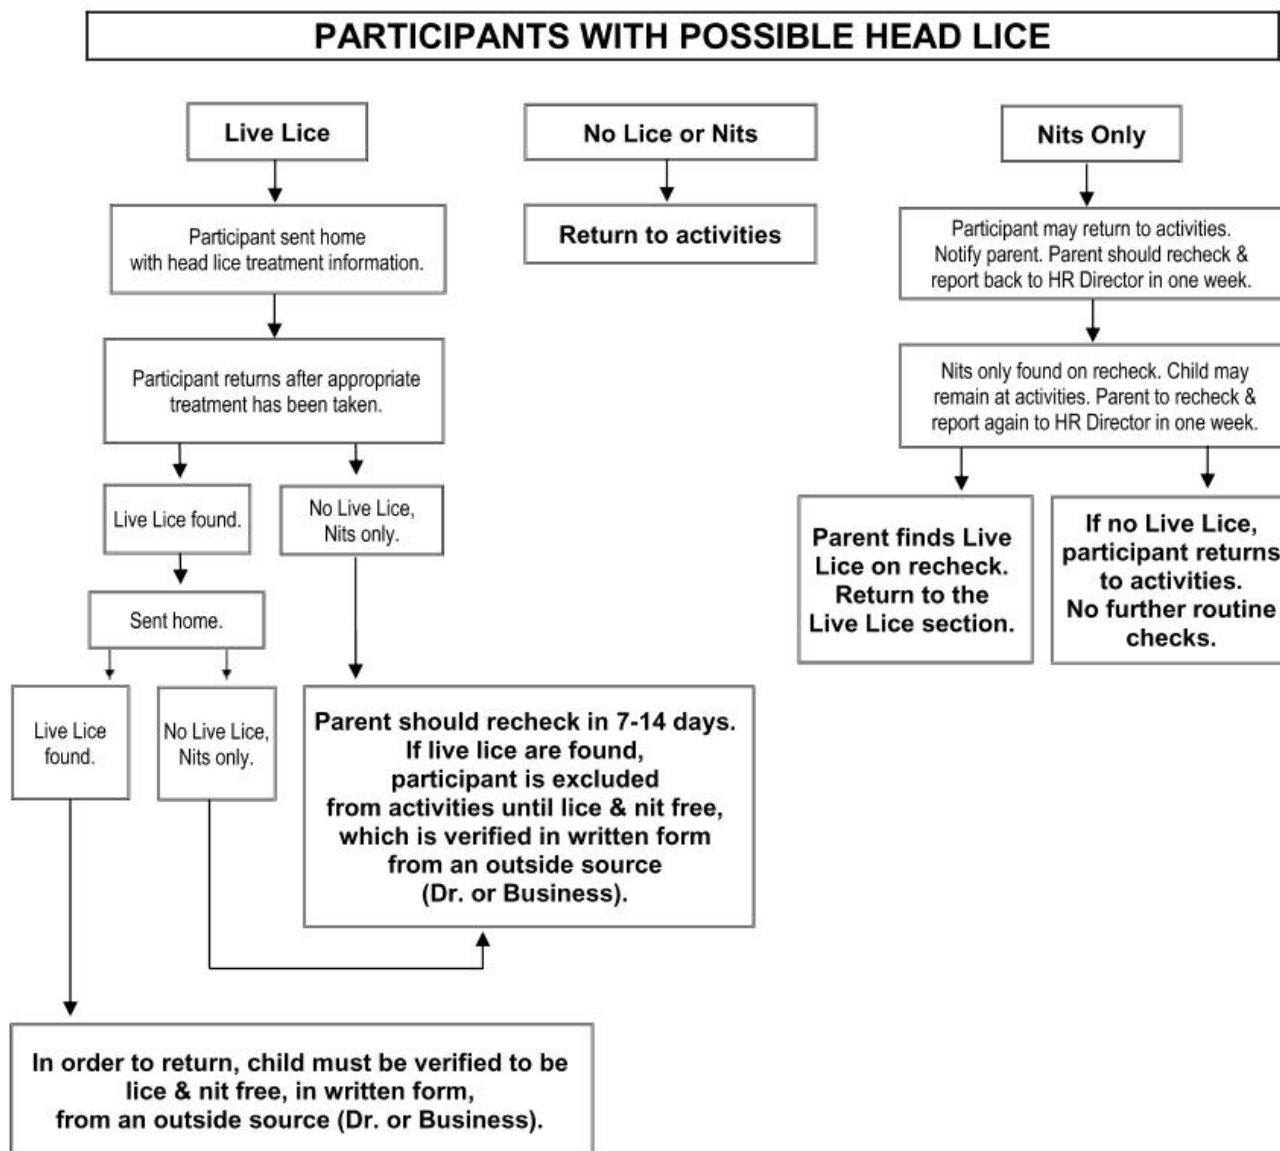 PARTICIPANTS WITH POSSIBLE HEAD LICE
Live Lice
Participant sent home
with head lice treatment information.
Participant returns after appropriate
treatment has been taken.
Live Lice found.
No Live Lice,
Nits only.
Sent home.
Live Lice
found.
No Live Lice,
Nits only.
Parent should recheck in 7-14 days.
If live lice are found,
participant is excluded
from activities until lice & nit free,
which is verified in written form
from an outside source
(Dr. or Business).
In order to return, child must be verified to be
lice & nit free, in written form,
from an outside source (Dr. or Business).
No Lice or Nits
Return to activities
Nits Only
Participant may return to activities.
Notify parent. Parent should recheck &
report back to HR Director in one week.
Nits only found on recheck. Child may
remain at activities. Parent to recheck &
report again to HR Director in one week.
Parent finds Live
Lice on recheck.
Return to the
Live Lice section.
If no Live Lice,
participant returns
to activities.
No further routine
checks.